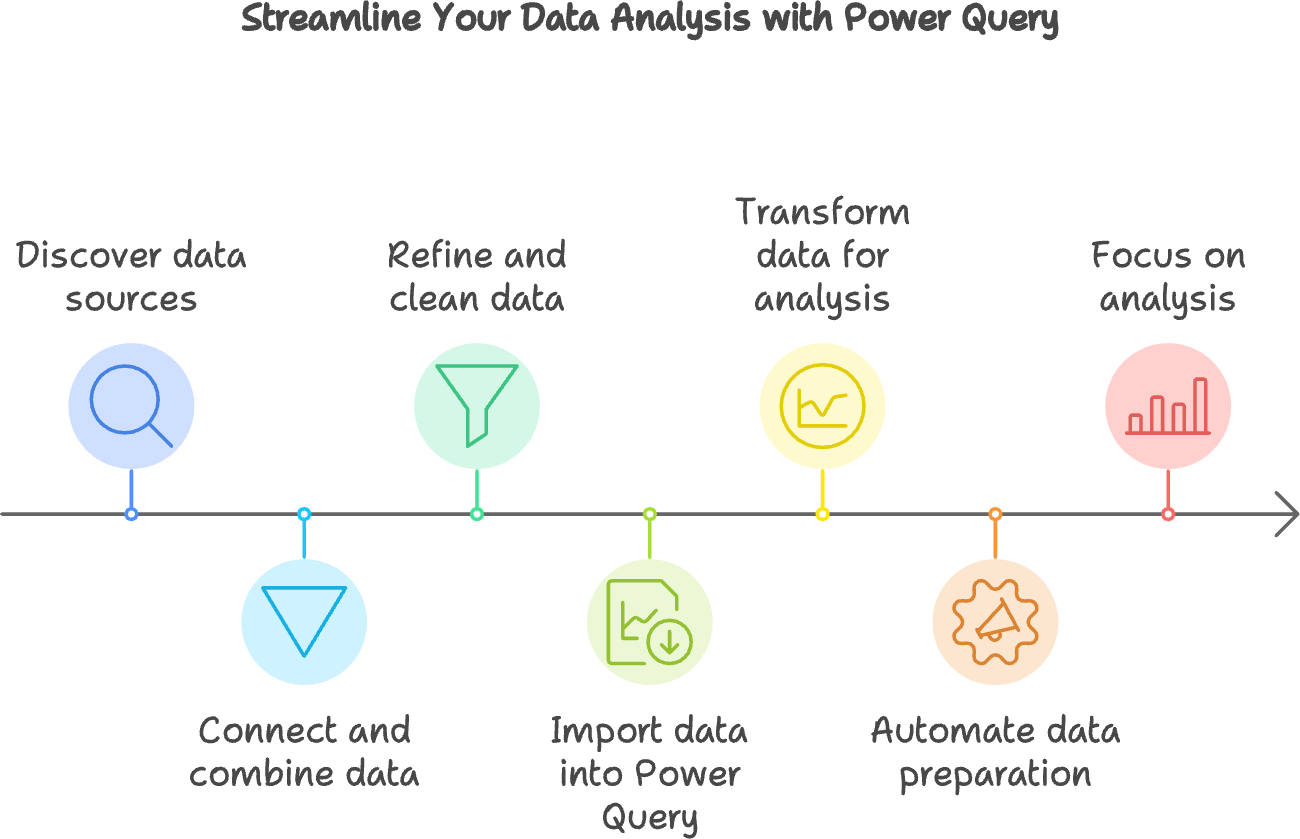 Streamline Your Data Analysis with Power Query
Discover data
sources
Connect and
combine data
Refine and
clean data
Import data
into Power
Query
Transform
data for
analysis
Automate data
preparation
Focus on
analysis